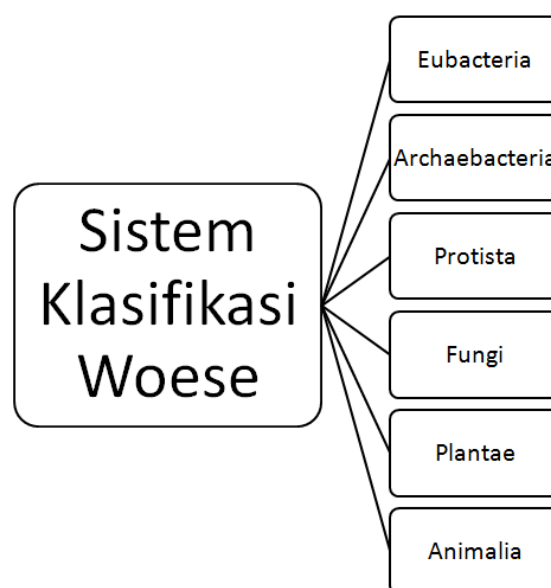 Sistem
Klasifikasi
Woese
Eubacteria
Archaebacteria
Protista
Fungi
Plantae
Animalia